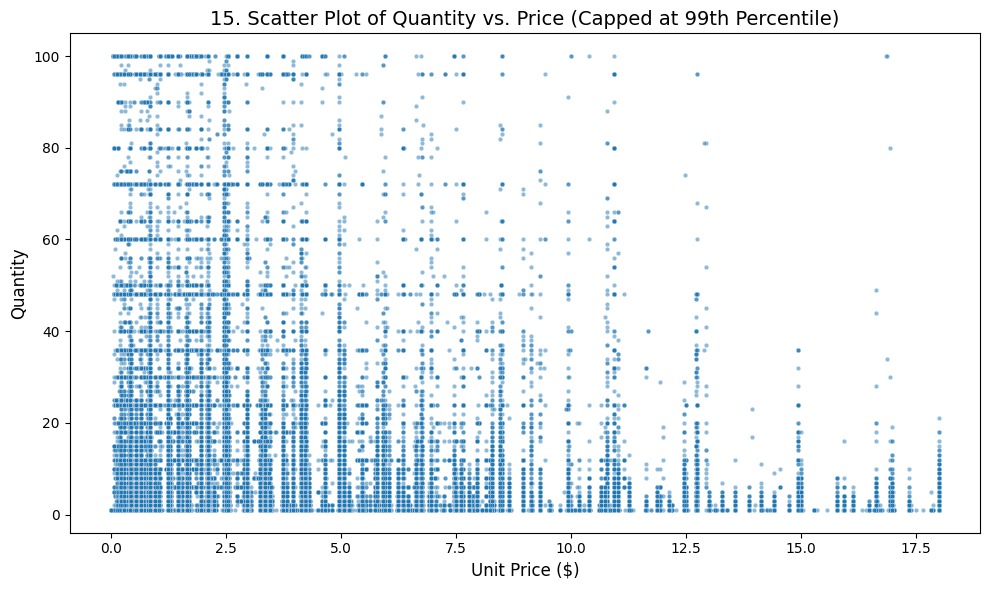 15. Scatter Plot of Quantity vs. Price (Capped at 99th Percentile)
100
80
60
40
20
0
Quantity
0.0 2.5 5.0 7.5 10.0 12.5 15.0 17.5
Unit Price ($)